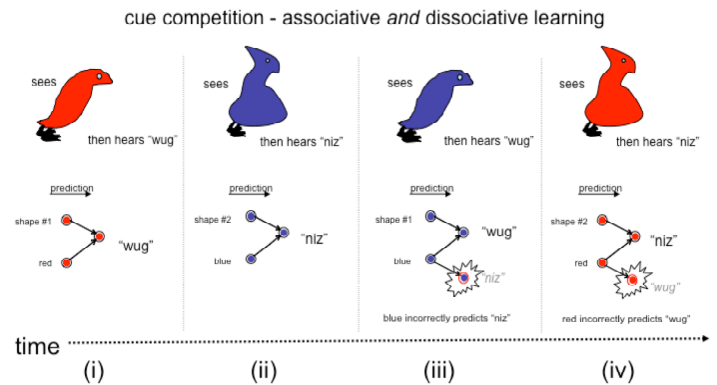 cue competition - associative and dissociative learning
sees
then hears “wug”
prediction
shape #1
red
“wug”
sees
then hears “niz”
prediction
shape #2
blue
“niz”
sees
then hears “wug”
prediction
shape #1
blue
“wug”
“niz”
blue incorrectly predicts “niz”
sees
then hears “niz”
prediction
shape #2
red
“niz”
“wug”
red incorrectly predicts “wug”
time
(i)
(ii)
(iii)
(iv)